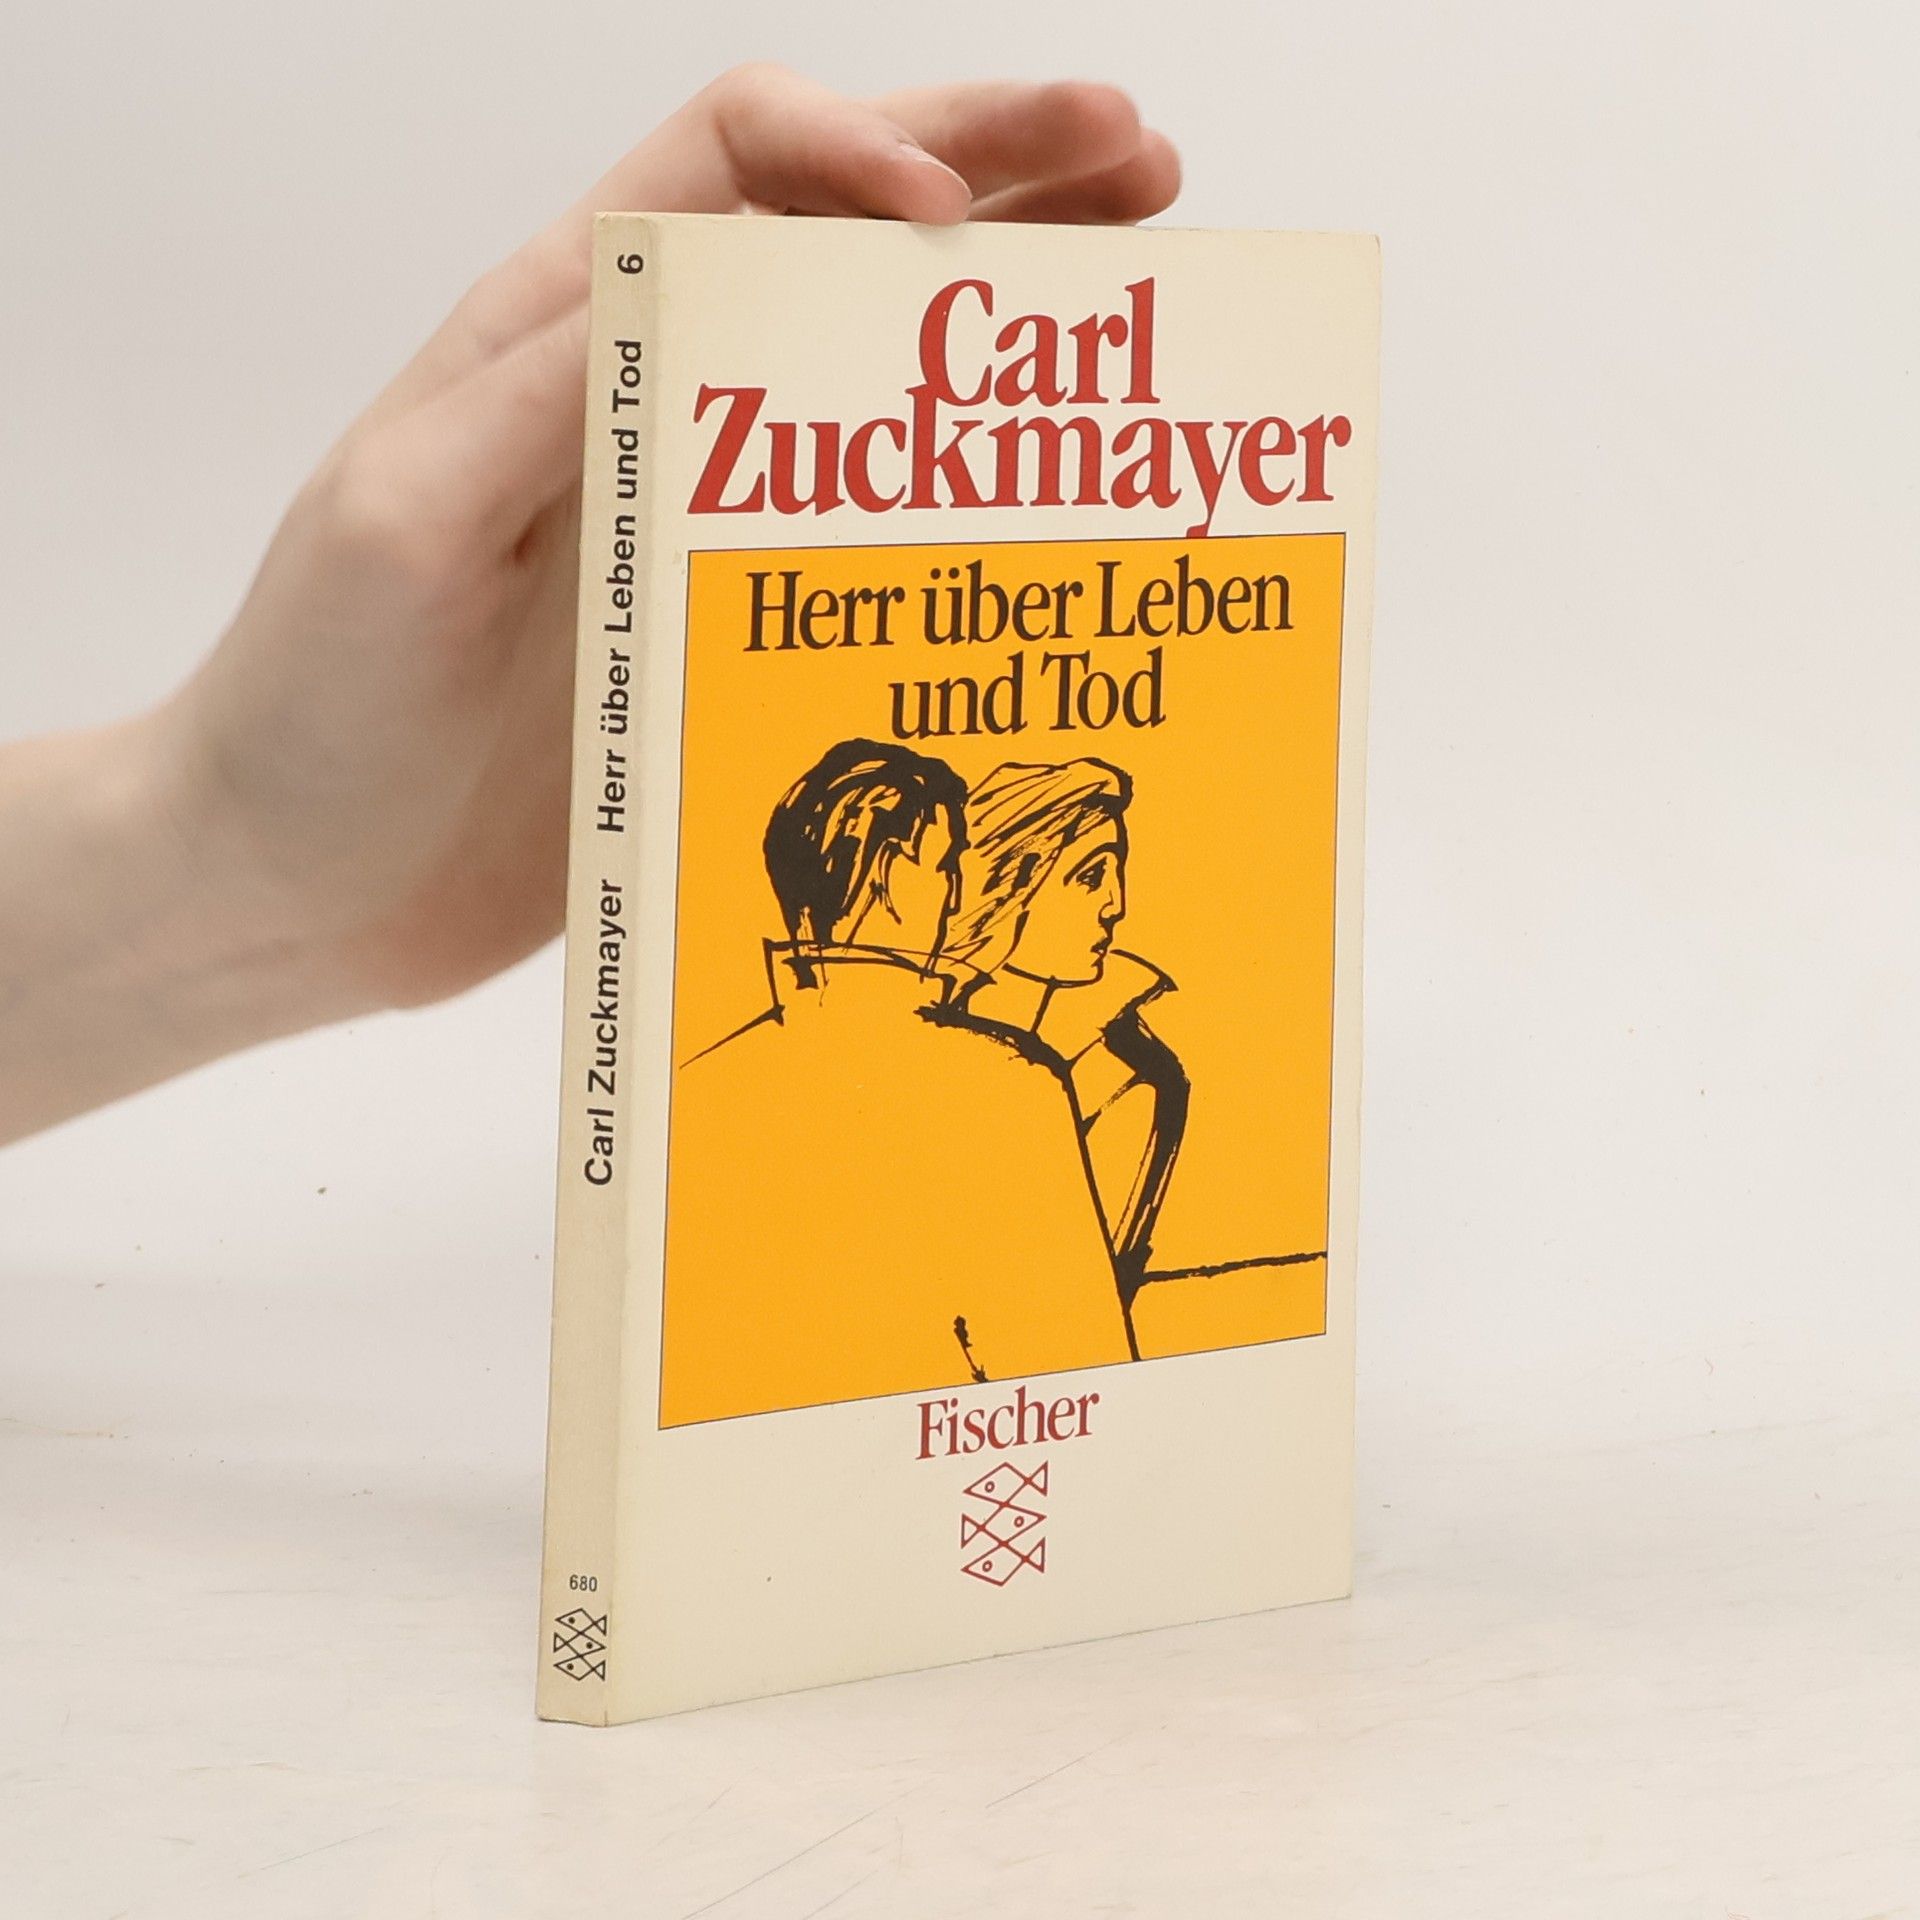 Carl
Zuckmayer
Herr über Leben
und Tod
Fischer
Carl Zuckmayer Herr über Leben und Tod 6
680